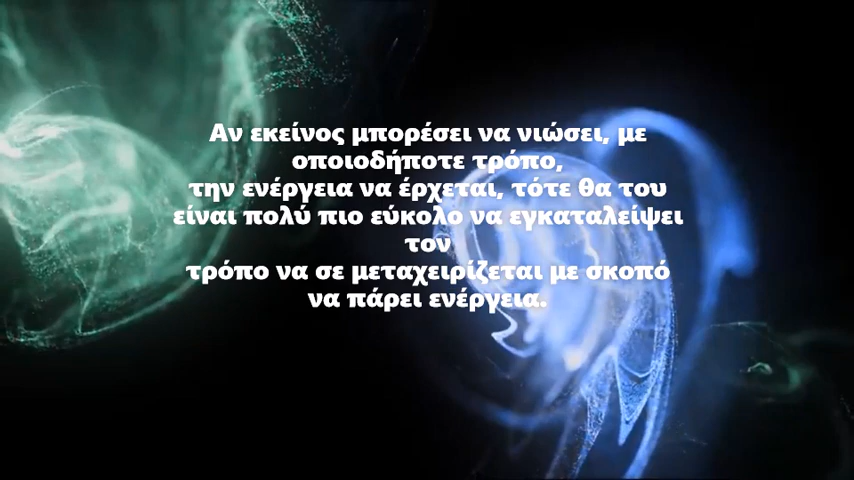 Αν εκείνος μπορέσει να νιώσει, με
οποιοδήποτε τρόπο,
την ενέργεια να έρχεται, τότε θα του
είναι πολύ πιο εύκολο να εγκαταλείψει
τον
τρόπο να σε μεταχειρίζεται με σκοπό
να πάρει ενέργεια.